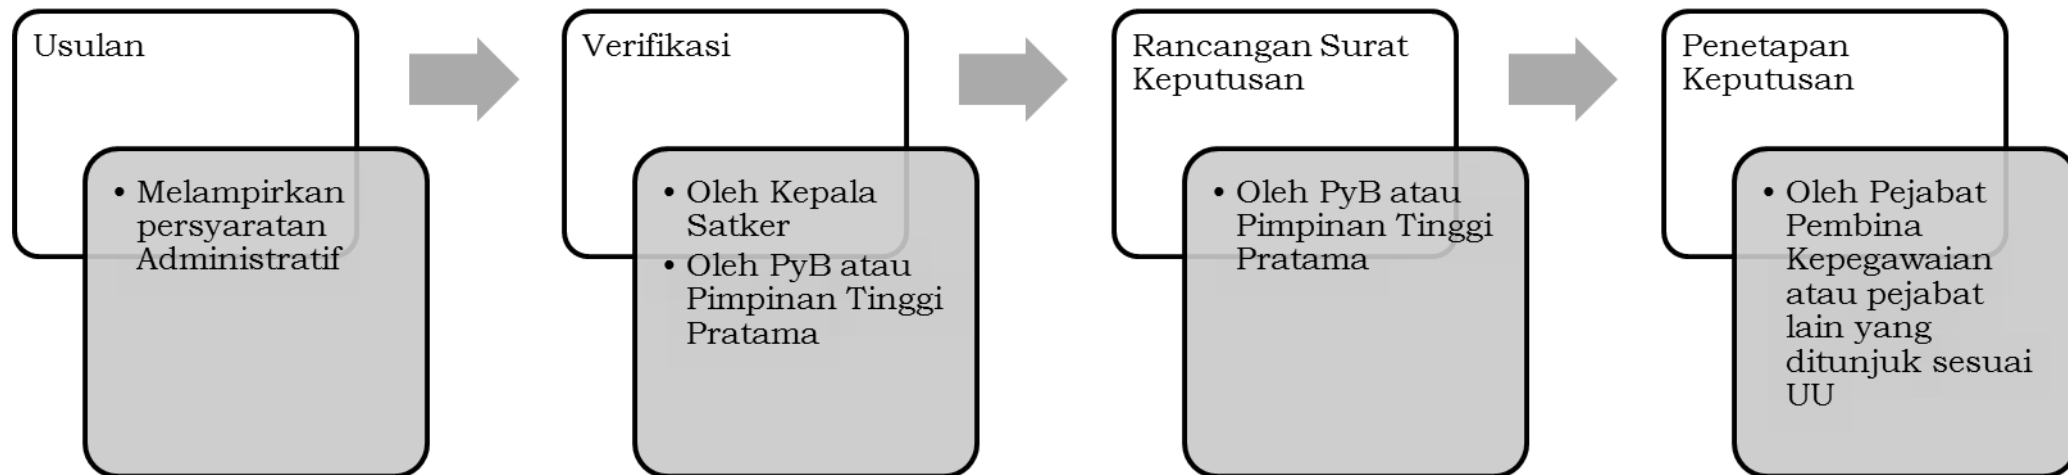 Usulan
• Melampirkan
persyaratan
Administratif
Verifikasi
• Oleh Kepala
Satker
• Oleh PyB atau
Pimpinan Tinggi
Pratama
Rancangan Surat
Keputusan
• Oleh PyB atau
Pimpinan Tinggi
Pratama
Penetapan
Keputusan
• Oleh Pejabat
Pembina
Kepegawaian
atau pejabat
lain yang
ditunjuk sesuai
UU